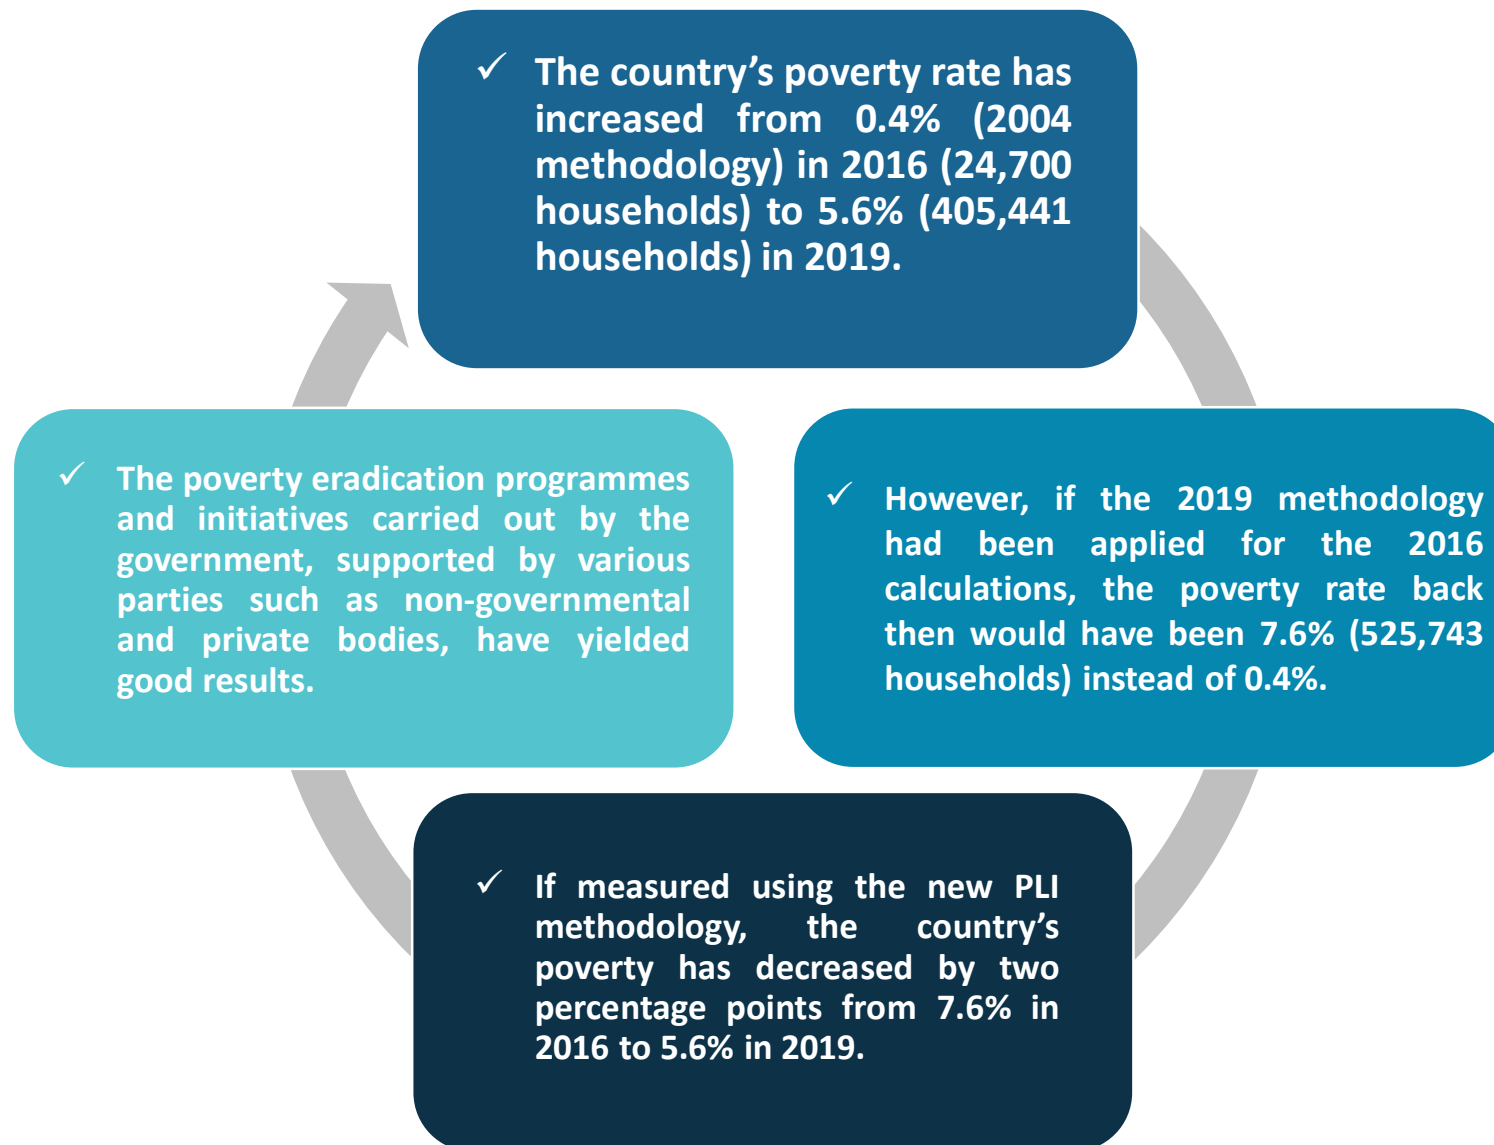 ✓ The country’s poverty rate has
increased from 0.4% (2004
methodology) in 2016 (24,700
households) to 5.6% (405,441
households) in 2019.
✓ However, if the 2019 methodology
had been applied for the 2016
calculations, the poverty rate back
then would have been 7.6% (525,743
households) instead of 0.4%.
✓ If measured using the new PLI
methodology, the country’s
poverty has decreased by two
percentage points from 7.6% in
2016 to 5.6% in 2019.
✓ The poverty eradication programmes
and initiatives carried out by the
government, supported by various
parties such as non-governmental
and private bodies, have yielded
good results.